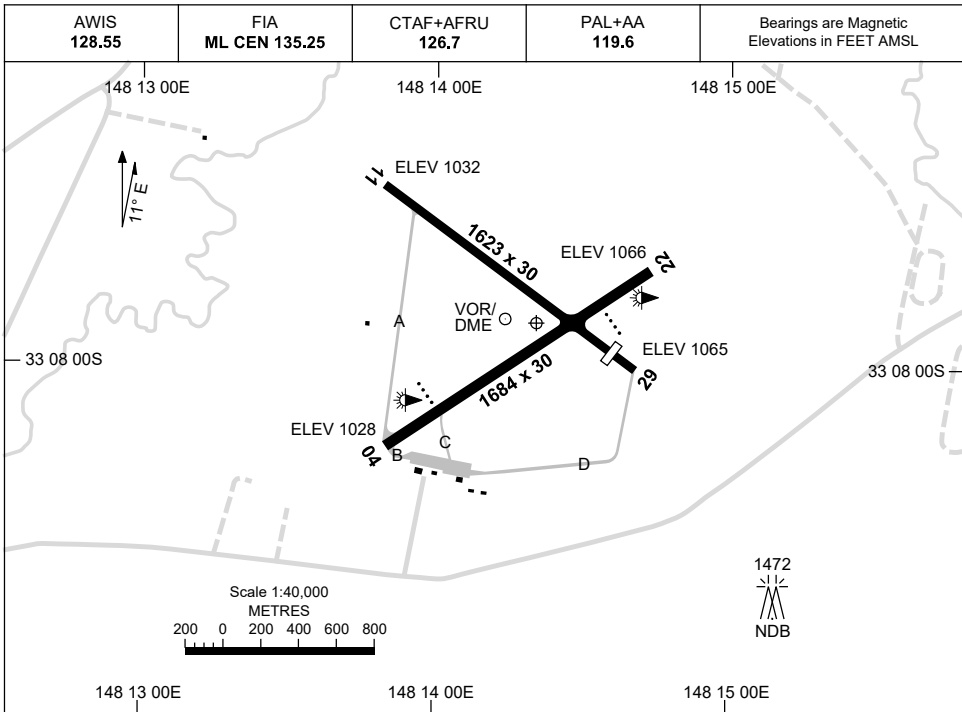 AWIS
128.55
FIA
ML CEN 135.25
CTAF+AFRU
126.7
PAL+AA
119.6
Bearings are Magnetic
Elevations in FEET AMSL
148 13 00E
148 14 00E
148 15 00E
11° E
11
ELEV 1032
1623 x 30
ELEV 1066
22
VOR/
DME
A
ELEV 1065
33 08 00S
33 08 00S
29
1684 x 30
ELEV 1028
04
B
C
D
Scale 1:40,000
METRES
200 0 200 400 600 800
1472
NDB
148 13 00E
148 14 00E
148 15 00E